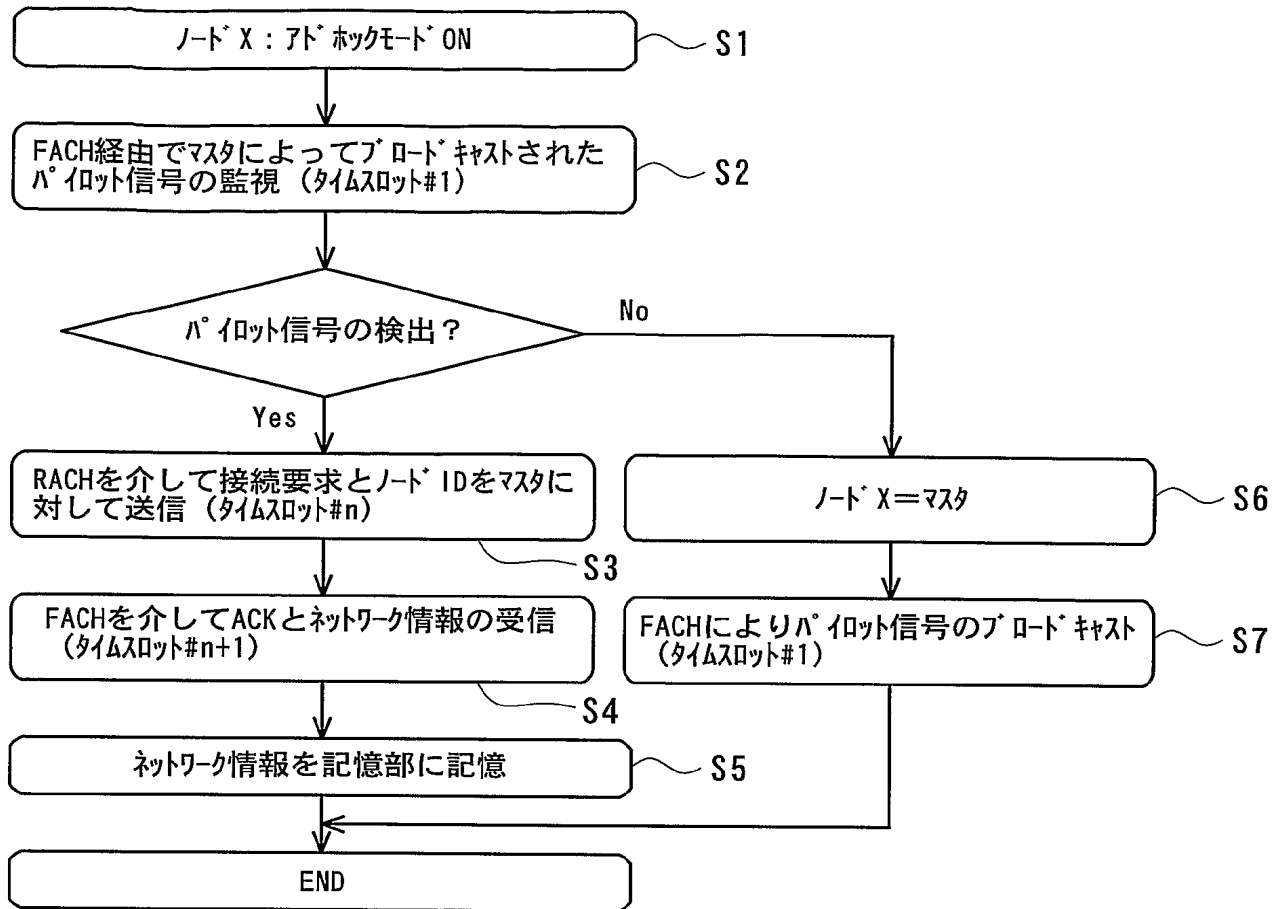 ノードX：アドホックモードON
S1
FACH経由でマスタによってブロードキャストされた
パイロット信号の監視（タイムスロット#1）
S2
パイロット信号の検出？
No
Yes
RACHを介して接続要求とノードIDをマスタに
対して送信（タイムスロット#n）
S3
ノードX＝マスタ
S6
FACHを介してACKとネットワーク情報の受信
（タイムスロット#n+1）
S4
FACHによりパイロット信号のブロードキャスト
（タイムスロット#1）
S7
ネットワーク情報を記憶部に記憶
S5
END